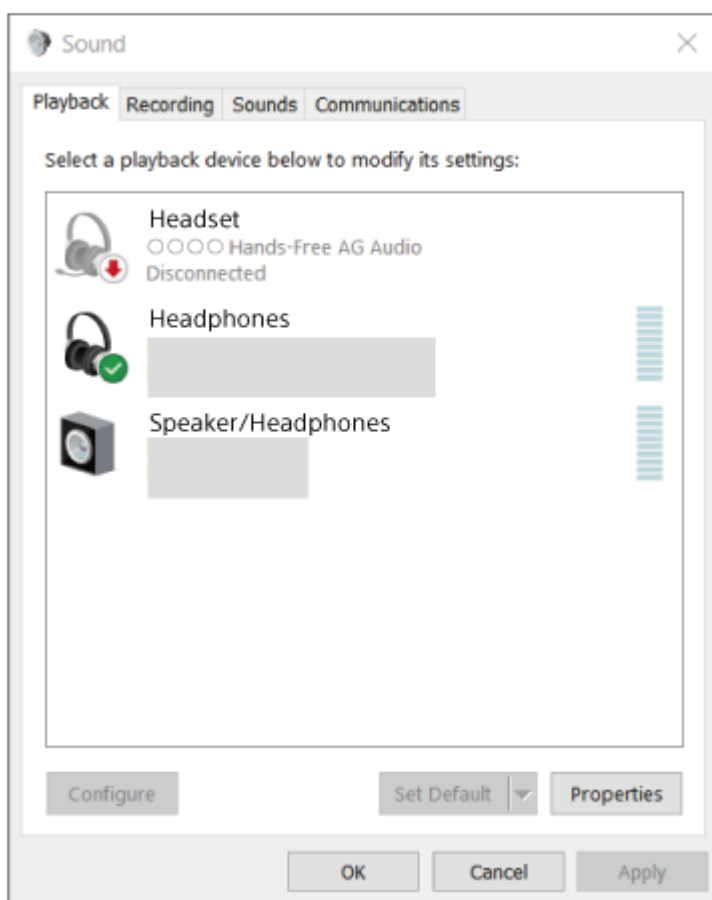 Sound
Playback Recording Sounds Communications
Select a playback device below to modify its settings:
Headset
○○○○ Hands-Free AG Audio
Disconnected
Headphones
Speaker/Headphones
Configure Set Default Properties
OK Cancel Apply